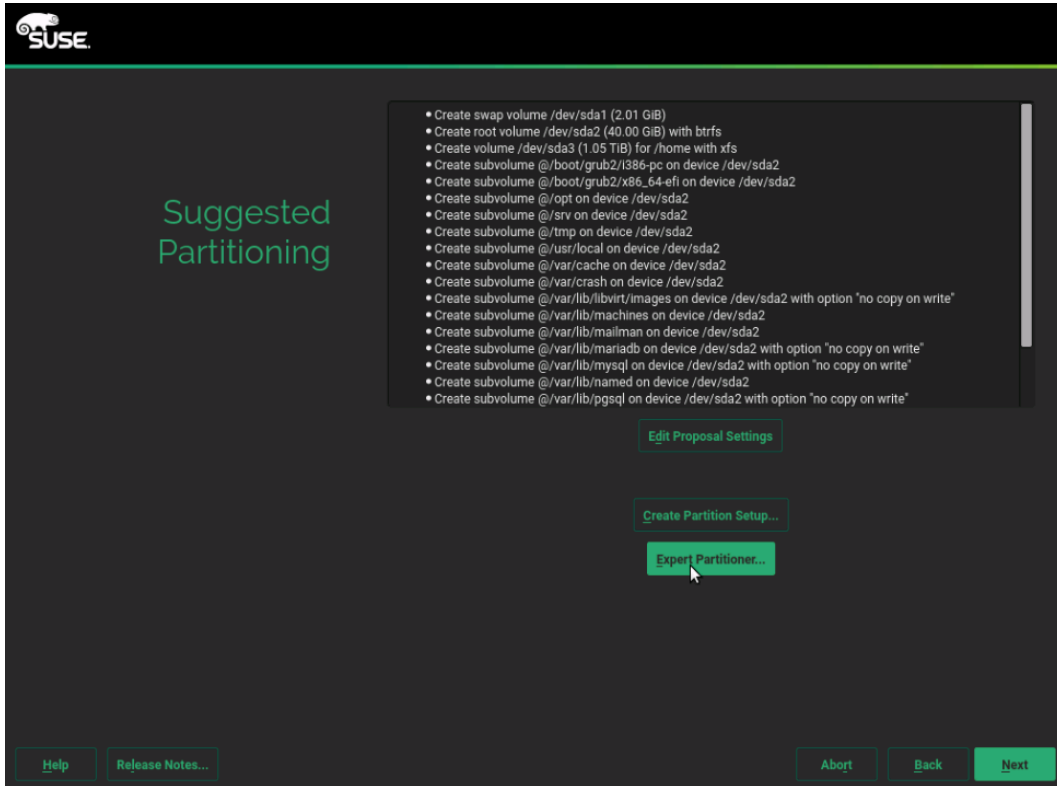 SUSE.
Suggested
Partitioning
• Create swap volume /dev/sda1 (2.01 GiB)
• Create root volume /dev/sda2 (40.00 GiB) with btrfs
• Create volume /dev/sda3 (1.05 TiB) for /home with xfs
• Create subvolume @/boot/grub2/i386-pc on device /dev/sda2
• Create subvolume @/boot/grub2/x86_64-efi on device /dev/sda2
• Create subvolume @/opt on device /dev/sda2
• Create subvolume @/srv on device /dev/sda2
• Create subvolume @/tmp on device /dev/sda2
• Create subvolume @/usr/local on device /dev/sda2
• Create subvolume @/var/cache on device /dev/sda2
• Create subvolume @/var/crash on device /dev/sda2
• Create subvolume @/var/lib/libvirt/images on device /dev/sda2 with option "no copy on write"
• Create subvolume @/var/lib/machines on device /dev/sda2
• Create subvolume @/var/lib/mailman on device /dev/sda2
• Create subvolume @/var/lib/mariadb on device /dev/sda2 with option "no copy on write"
• Create subvolume @/var/lib/mysql on device /dev/sda2 with option "no copy on write"
• Create subvolume @/var/lib/named on device /dev/sda2
• Create subvolume @/var/lib/pgsql on device /dev/sda2 with option "no copy on write"
Edit Proposal Settings
Create Partition Setup...
Expert Partitioner...
Help
Release Notes...
Abort
Back
Next